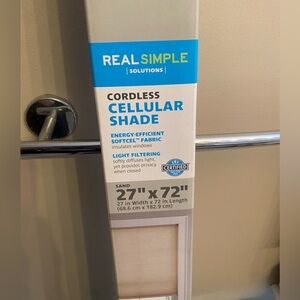 REAL SIMPLE
| SOLUTIONS |
CORDLESS
CELLULAR
SHADE
ENERGY-EFFICIENT
SOFTCEL™ FABRIC
insulates windows
LIGHT FILTERING
softly diffuses light,
yet provides privacy
when closed
CERTIFIED
SAND
27" x 72"
27 in Width x 72 in Length
(68.6 cm x 182.9 cm)